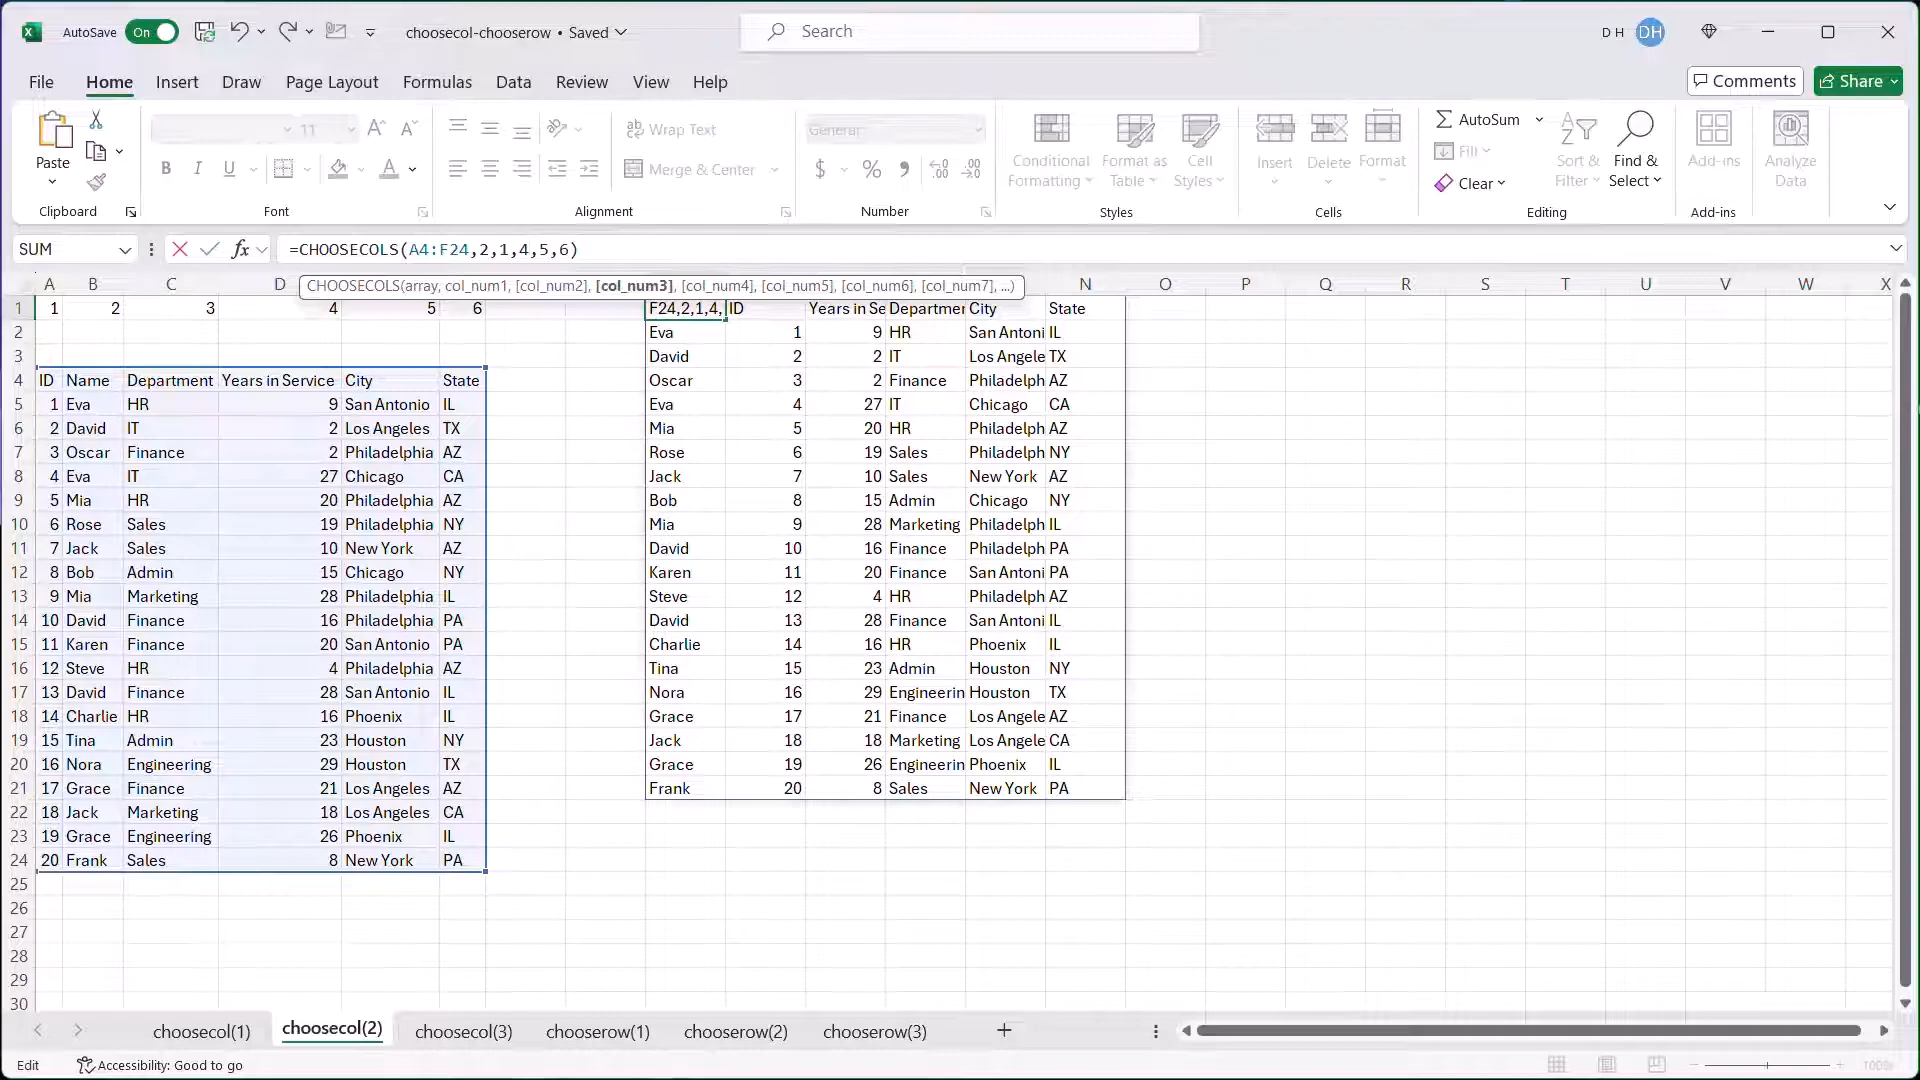 AutoSave On choosecol-chooserow • Saved Search D H DH
File Home Insert Draw Page Layout Formulas Data Review View Help Comments Share
Paste 11 Wrap Text General Conditional Formatting Format as Table Cell Styles Insert Delete Format AutoSum Fill Clear Sort & Filter Find & Select Add-ins Analyze Data
B I U A Merge & Center $ %
Clipboard Font Alignment Number Styles Cells Editing Add-ins
SUM fx =CHOOSECOLS(A4:F24,2,1,4,5,6)
CHOOSECOLS(array, col_num1, [col_num2], [col_num3], [col_num4], [col_num5], [col_num6], [col_num7], ...)
A B C D N O P Q R S T U V W X
1 1 2 3 4 5 6 F24,2,1,4, ID Years in Se Departmer City State
2 Eva 1 9 HR San Antoni IL
3 David 2 2 IT Los Angele TX
4 ID Name Department Years in Service City State Oscar 3 2 Finance Philadelph AZ
5 1 Eva HR 9 San Antonio IL Eva 4 27 IT Chicago CA
6 2 David IT 2 Los Angeles TX Mia 5 20 HR Philadelph AZ
7 3 Oscar Finance 2 Philadelphia AZ Rose 6 19 Sales Philadelph NY
8 4 Eva IT 27 Chicago CA Jack 7 10 Sales New York AZ
9 5 Mia HR 20 Philadelphia AZ Bob 8 15 Admin Chicago NY
10 6 Rose Sales 19 Philadelphia NY Mia 9 28 Marketing Philadelph IL
11 7 Jack Sales 10 New York AZ David 10 16 Finance Philadelph PA
12 8 Bob Admin 15 Chicago NY Karen 11 20 Finance San Antoni PA
13 9 Mia Marketing 28 Philadelphia IL Steve 12 4 HR Philadelph AZ
14 10 David Finance 16 Philadelphia PA David 13 28 Finance San Antoni IL
15 11 Karen Finance 20 San Antonio PA Charlie 14 16 HR Phoenix IL
16 12 Steve HR 4 Philadelphia AZ Tina 15 23 Admin Houston NY
17 13 David Finance 28 San Antonio IL Nora 16 29 Engineerin Houston TX
18 14 Charlie HR 16 Phoenix IL Grace 17 21 Finance Los Angele AZ
19 15 Tina Admin 23 Houston NY Jack 18 18 Marketing Los Angele CA
20 16 Nora Engineering 29 Houston TX Grace 19 26 Engineerin Phoenix IL
21 17 Grace Finance 21 Los Angeles AZ Frank 20 8 Sales New York PA
22 18 Jack Marketing 18 Los Angeles CA
23 19 Grace Engineering 26 Phoenix IL
24 20 Frank Sales 8 New York PA
25
26
27
28
29
30
choosecol(1) choosecol(2) choosecol(3) chooserow(1) chooserow(2) chooserow(3)
Edit Accessibility: Good to go 100%